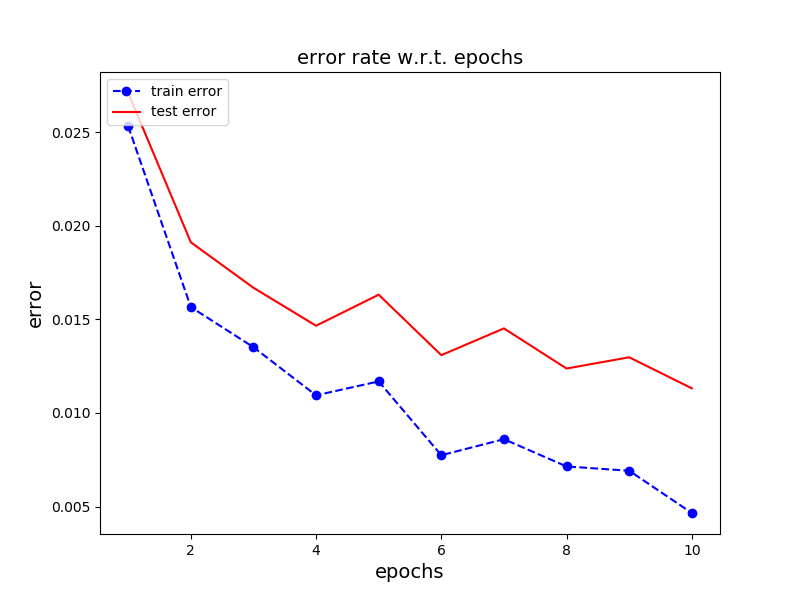 error rate w.r.t. epochs
train error
test error
0.025
0.020
0.015
0.010
0.005
error
2 4 6 8 10
epochs